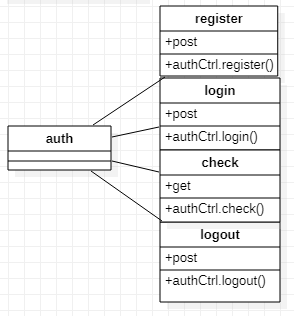 register
+post
+authCtrl.register()
login
+post
+authCtrl.login()
auth
check
+get
+authCtrl.check()
logout
+post
+authCtrl.logout()